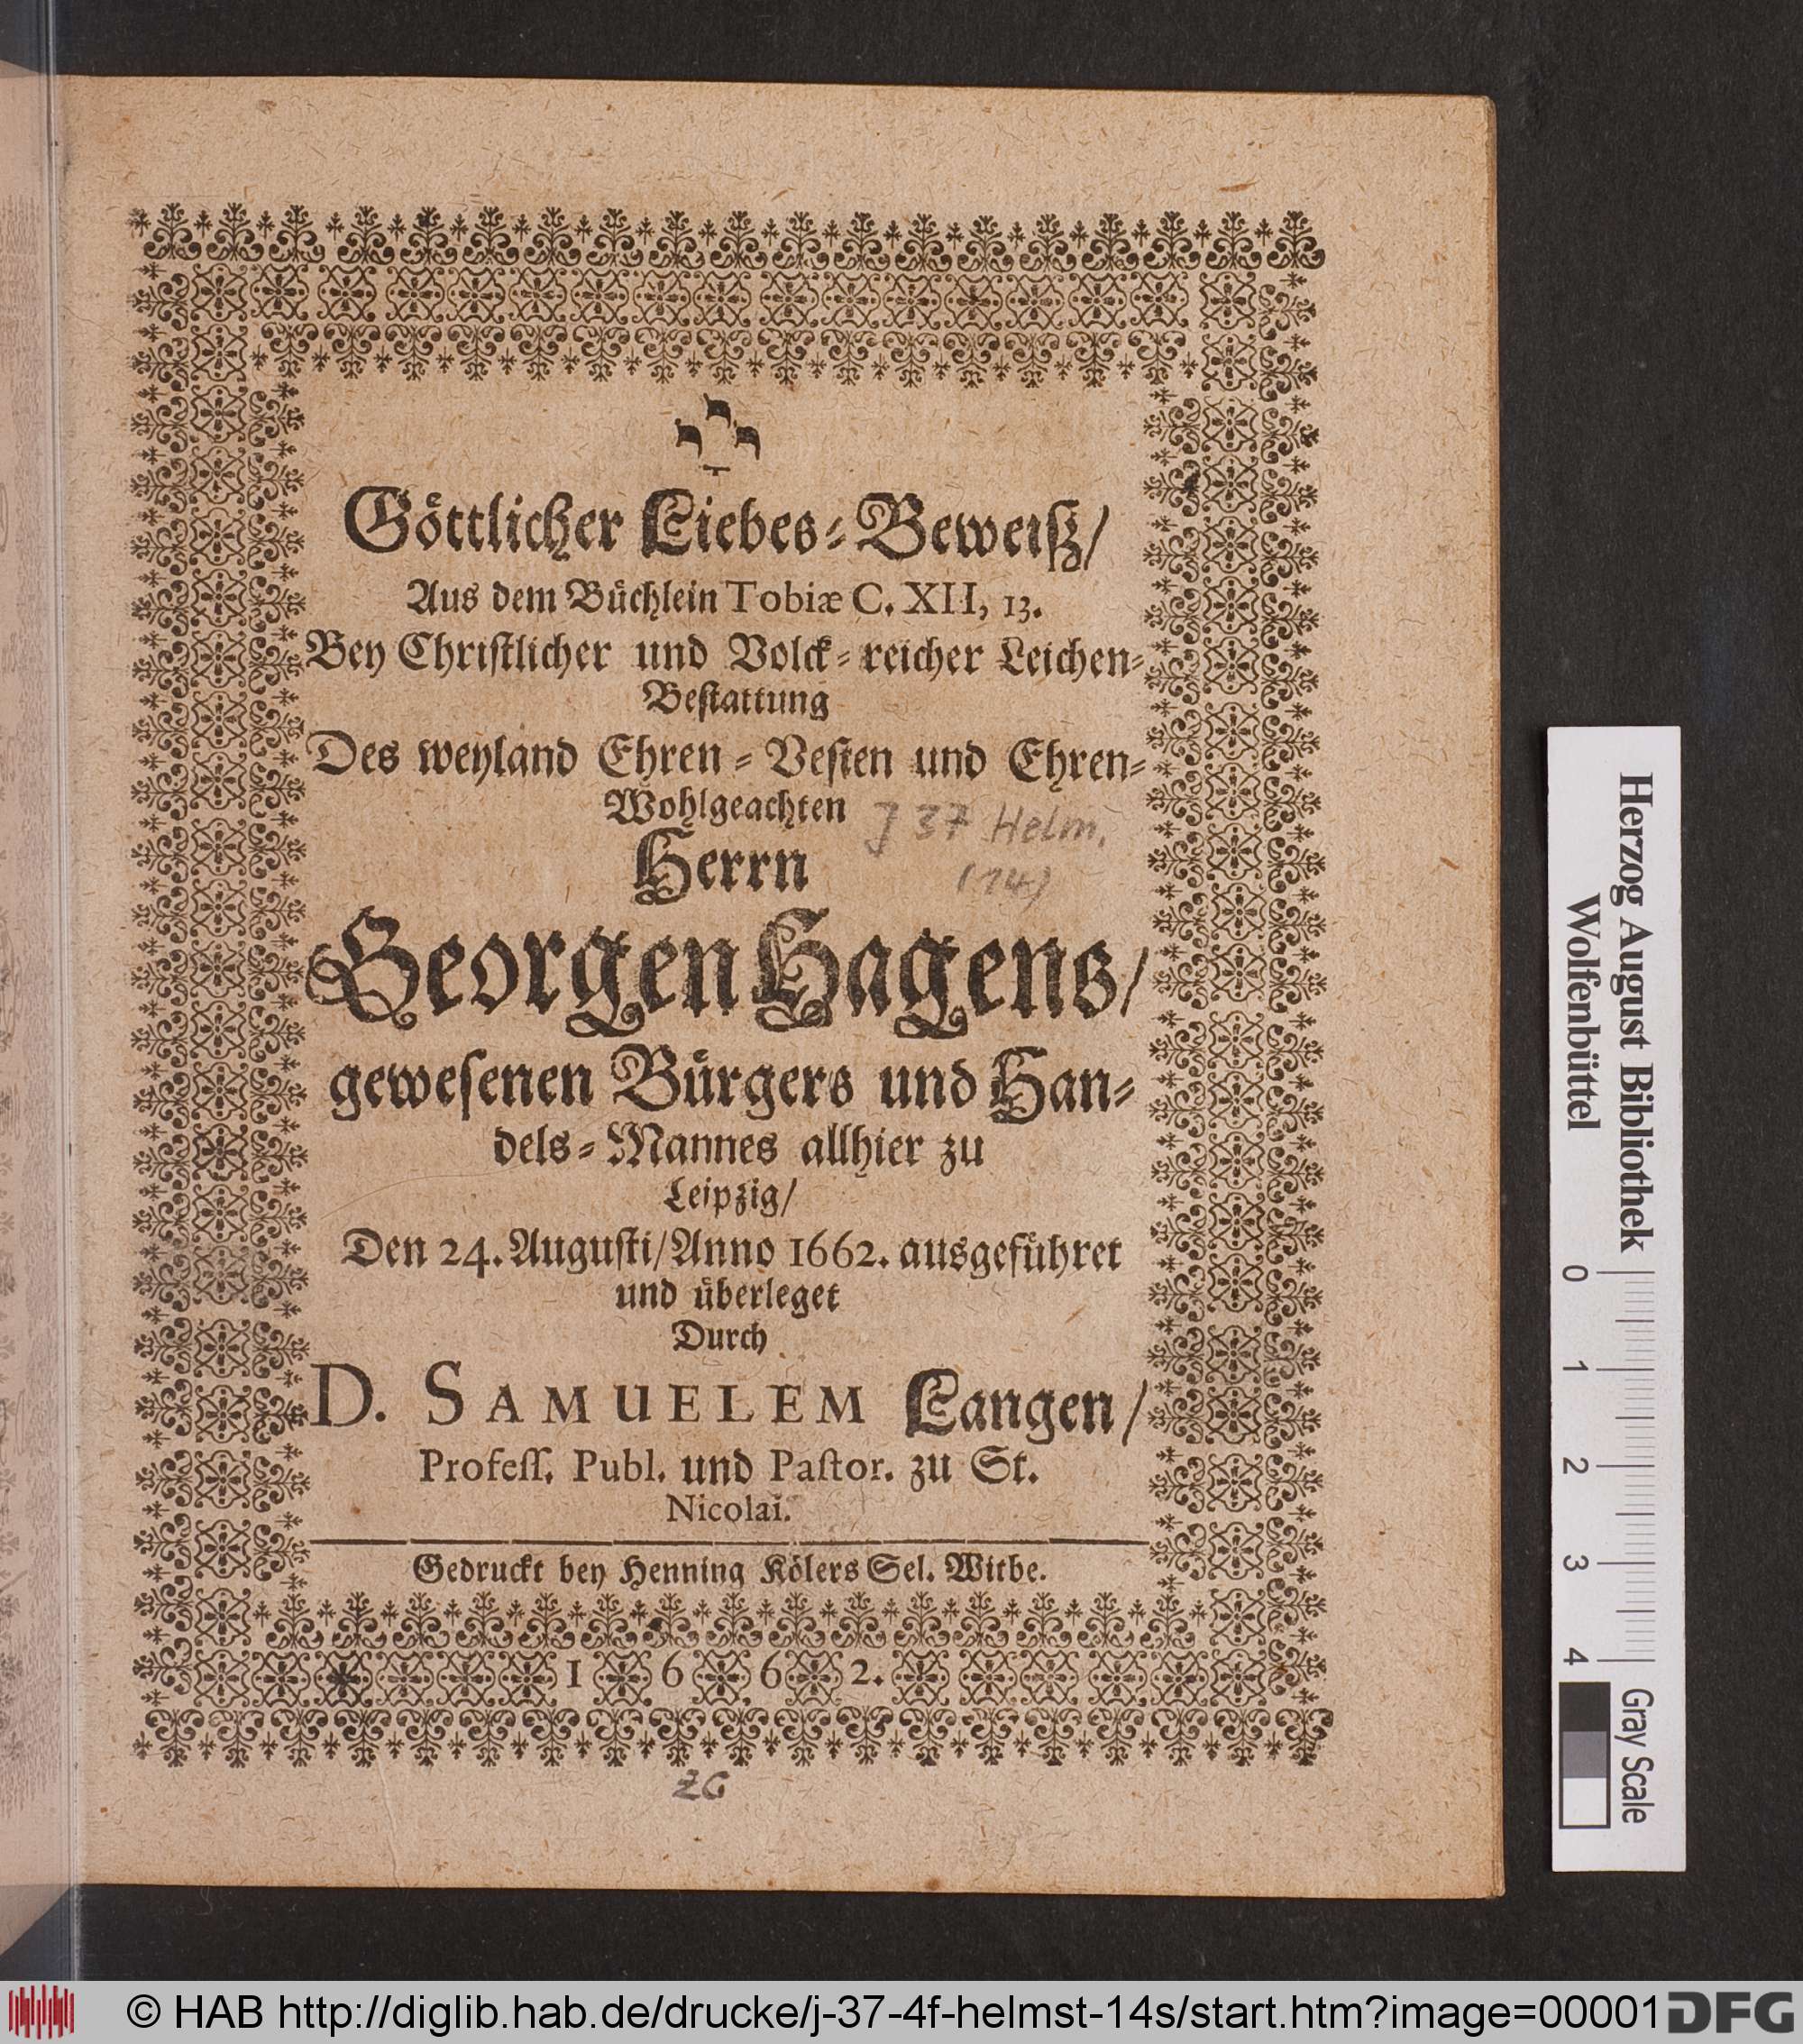 י
י י
Göttlicher Liebes-Beweiß/
Aus dem Büchlein Tobiæ C. XII, 13.
Bey Christlicher und Volck-reicher Leichen-
Bestattung
Des weyland Ehren-Vesten und Ehren-
Wohlgeachten
J 37 Helm.
(14)
Herrn
Georgen Hagens/
gewesenen Bürgers und Han-
dels-Mannes allhier zu
Leipzig/
Den 24. Augusti/Anno 1662. ausgeführet
und überleget
Durch
D. SAMUELEM Langen/
Profeſſ. Publ. und Paſtor. zu St.
Nicolai.
Gedruckt bey Henning Kölers Sel. Witbe.
1 6 6 2.
26
Herzog August Bibliothek
Wolfenbüttel
0 1 2 3 4
Gray Scale
© HAB http://diglib.hab.de/drucke/j-37-4f-helmst-14s/start.htm?image=00001
DFG